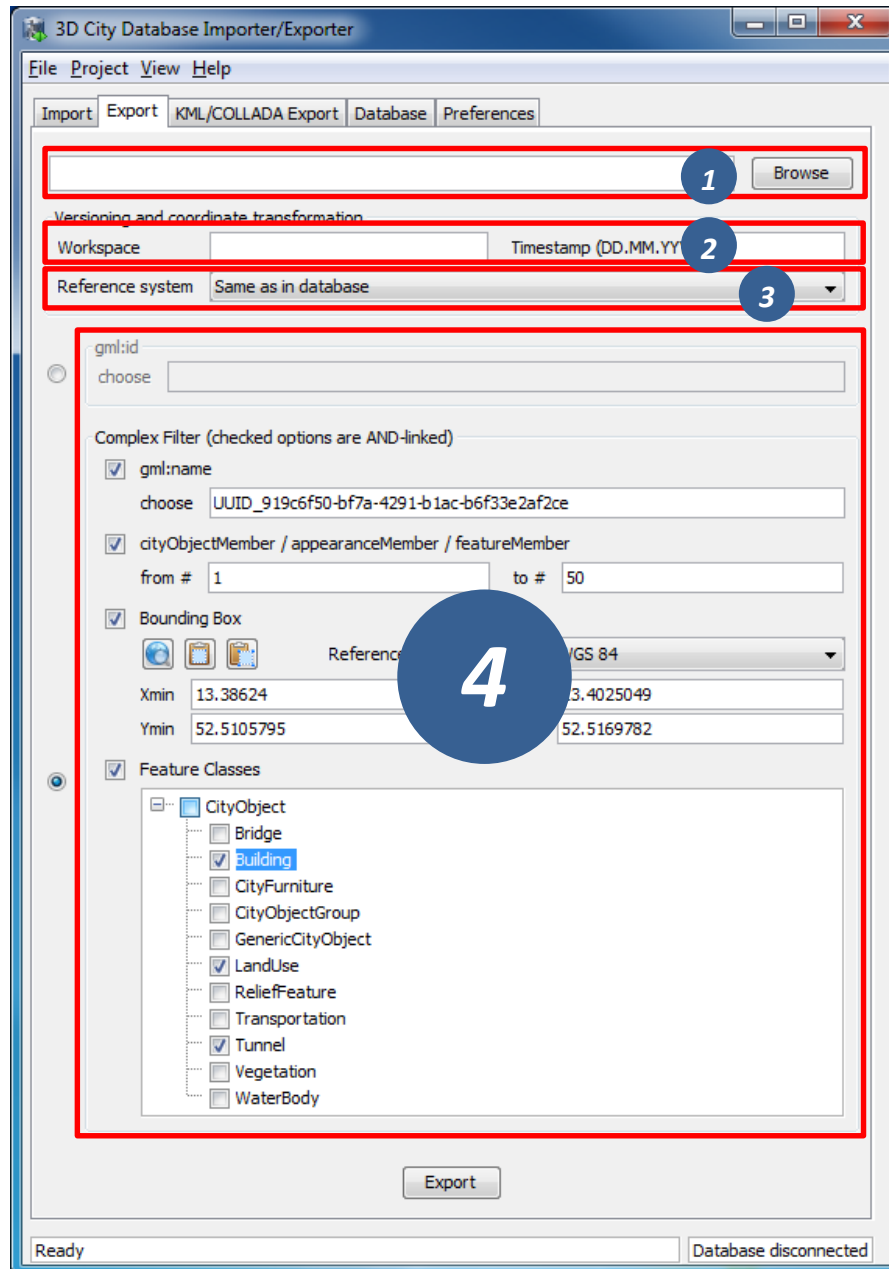 3D City Database Importer/Exporter
File Project View Help
Import Export KML/COLLADA Export Database Preferences
1 Browse
Versioning and coordinate transformation
Workspace Timestamp (DD.MM.YY 2
Reference system Same as in database 3
gml:id
choose
Complex Filter (checked options are AND-linked)
gml:name
choose UUID_919c6f50-bf7a-4291-b1ac-b6f33e2af2ce
cityObjectMember / appearanceMember / featureMember
from # 1 to # 50
Bounding Box
Reference 4 WGS 84
Xmin 13.38624 13.4025049
Ymin 52.5105795 52.5169782
Feature Classes
CityObject
Bridge
Building
CityFurniture
CityObjectGroup
GenericCityObject
LandUse
ReliefFeature
Transportation
Tunnel
Vegetation
WaterBody
Export
Ready Database disconnected